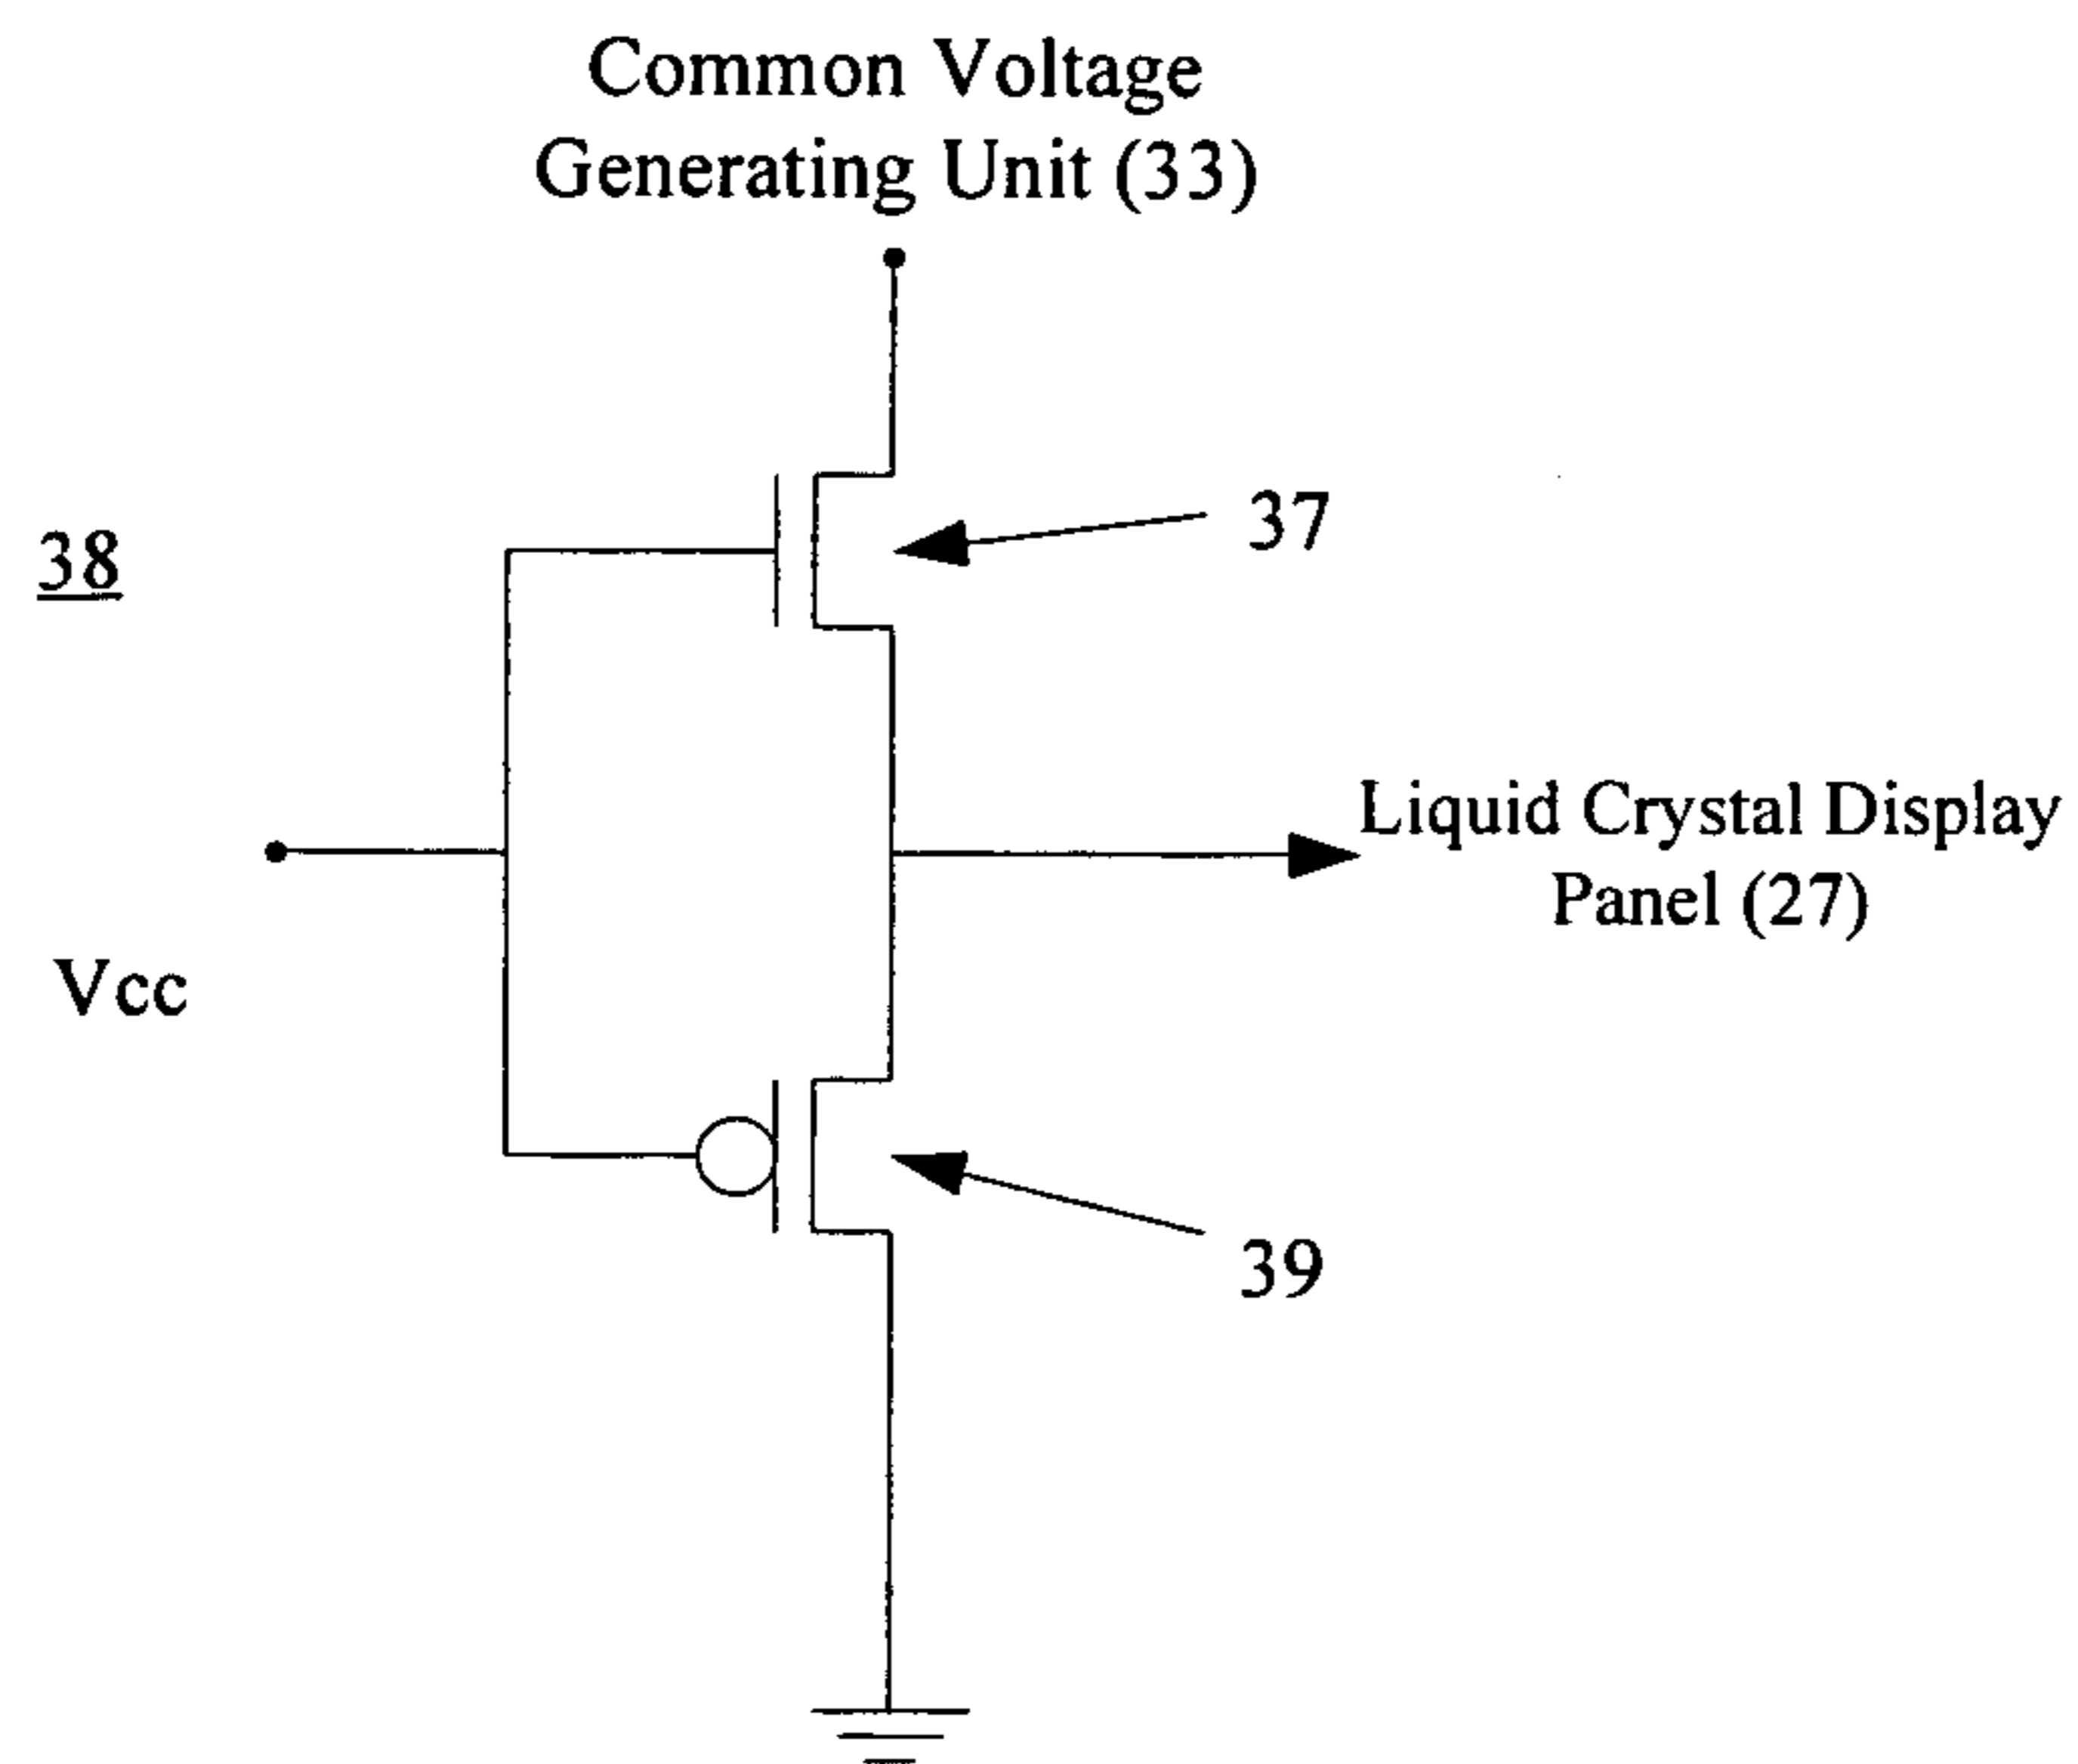 Common Voltage
Generating Unit (33)
37
38
Liquid Crystal Display
Panel (27)
Vcc
39